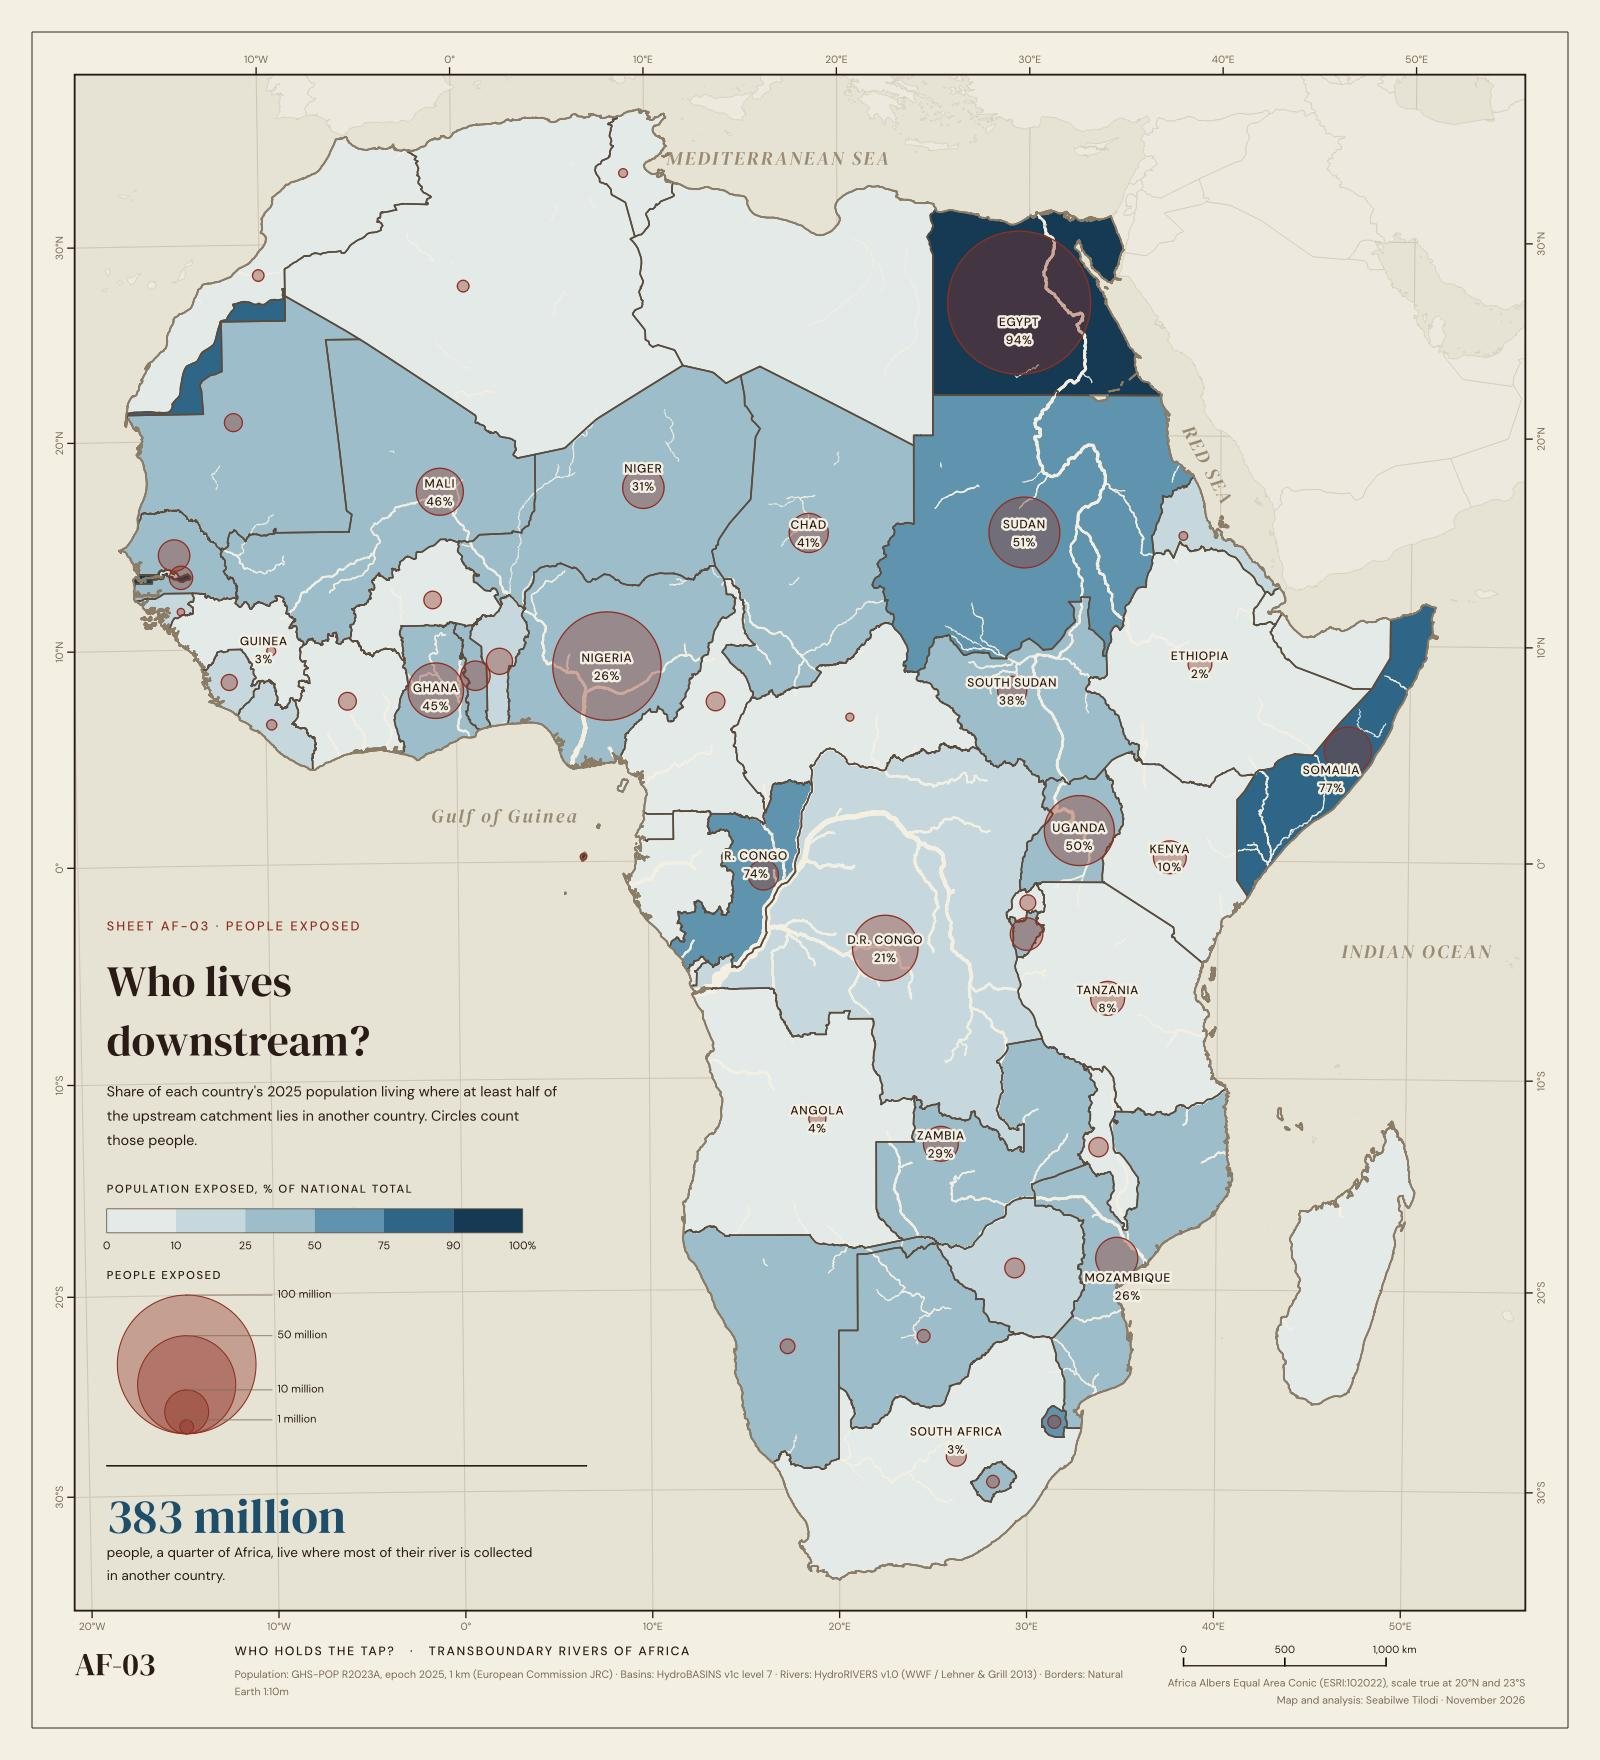 10°W 0° 10°E 20°E 30°E 40°E 50°E
MEDITERRANEAN SEA
30°N
30°N
EGYPT
94%
20°N
20°N
RED SEA
MALI
46%
NIGER
31%
CHAD
41%
SUDAN
51%
10°N
10°N
GUINEA
3%
NIGERIA
26%
GHANA
45%
SOUTH SUDAN
38%
ETHIOPIA
2%
SOMALIA
77%
Gulf of Guinea
UGANDA
50%
KENYA
10%
R. CONGO
74%
0°
0°
D.R. CONGO
21%
INDIAN OCEAN
TANZANIA
8%
SHEET AF-03 · PEOPLE EXPOSED
Who lives
downstream?
Share of each country's 2025 population living where at least half of
the upstream catchment lies in another country. Circles count
those people.
10°S
10°S
ANGOLA
4%
ZAMBIA
29%
MOZAMBIQUE
26%
POPULATION EXPOSED, % OF NATIONAL TOTAL
0 10 25 50 75 90 100%
PEOPLE EXPOSED
100 million
50 million
10 million
1 million
20°S
20°S
SOUTH AFRICA
3%
30°S
30°S
383 million
people, a quarter of Africa, live where most of their river is collected
in another country.
20°W 10°W 0° 10°E 20°E 30°E 40°E 50°E
AF-03
WHO HOLDS THE TAP? · TRANSBOUNDARY RIVERS OF AFRICA
Population: GHS-POP R2023A, epoch 2025, 1 km (European Commission JRC) · Basins: HydroBASINS v1c level 7 · Rivers: HydroRIVERS v1.0 (WWF / Lehner & Grill 2013) · Borders: Natural
Earth 1:10m
0 500 1,000 km
Africa Albers Equal Area Conic (ESRI:102022), scale true at 20°N and 23°S
Map and analysis: Seabilwe Tilodi · November 2026